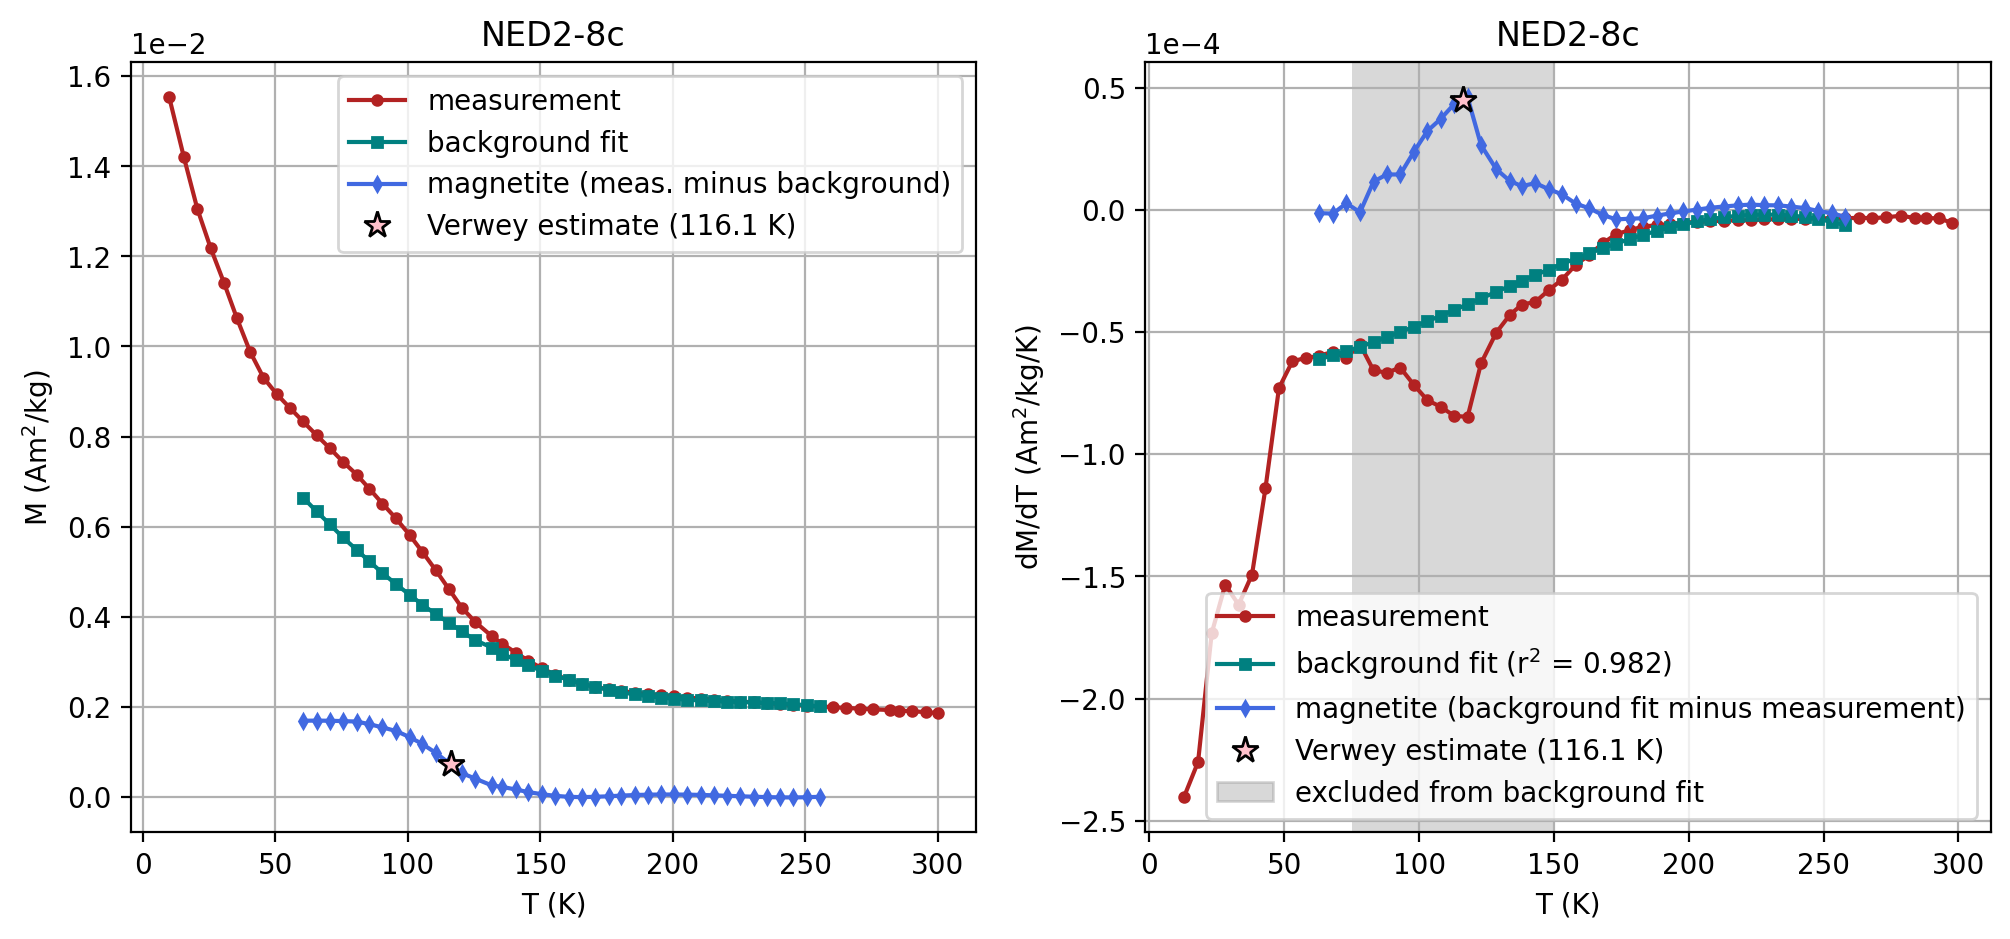 NED2-8c
1e−2
M (Am²/kg)
1.6
1.4
1.2
1.0
0.8
0.6
0.4
0.2
0.0
measurement
background fit
magnetite (meas. minus background)
Verwey estimate (116.1 K)
0 50 100 150 200 250 300
T (K)
NED2-8c
1e−4
dM/dT (Am²/kg/K)
0.5
0.0
−0.5
−1.0
−1.5
−2.0
−2.5
measurement
background fit (r² = 0.982)
magnetite (background fit minus measurement)
Verwey estimate (116.1 K)
excluded from background fit
0 50 100 150 200 250 300
T (K)